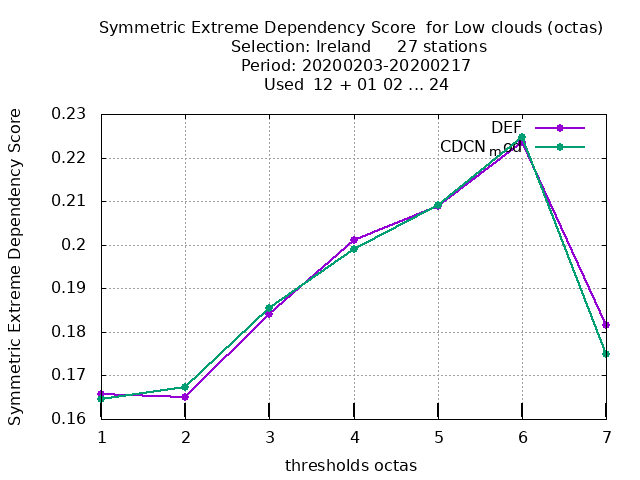 Symmetric Extreme Dependency Score for Low clouds (octas)
Selection: Ireland 27 stations
Period: 20200203-20200217
Used 12 + 01 02 ... 24
Symmetric Extreme Dependency Score
0.23
0.22
0.21
0.2
0.19
0.18
0.17
0.16
DEF
CDCN mod
1 2 3 4 5 6 7
thresholds octas